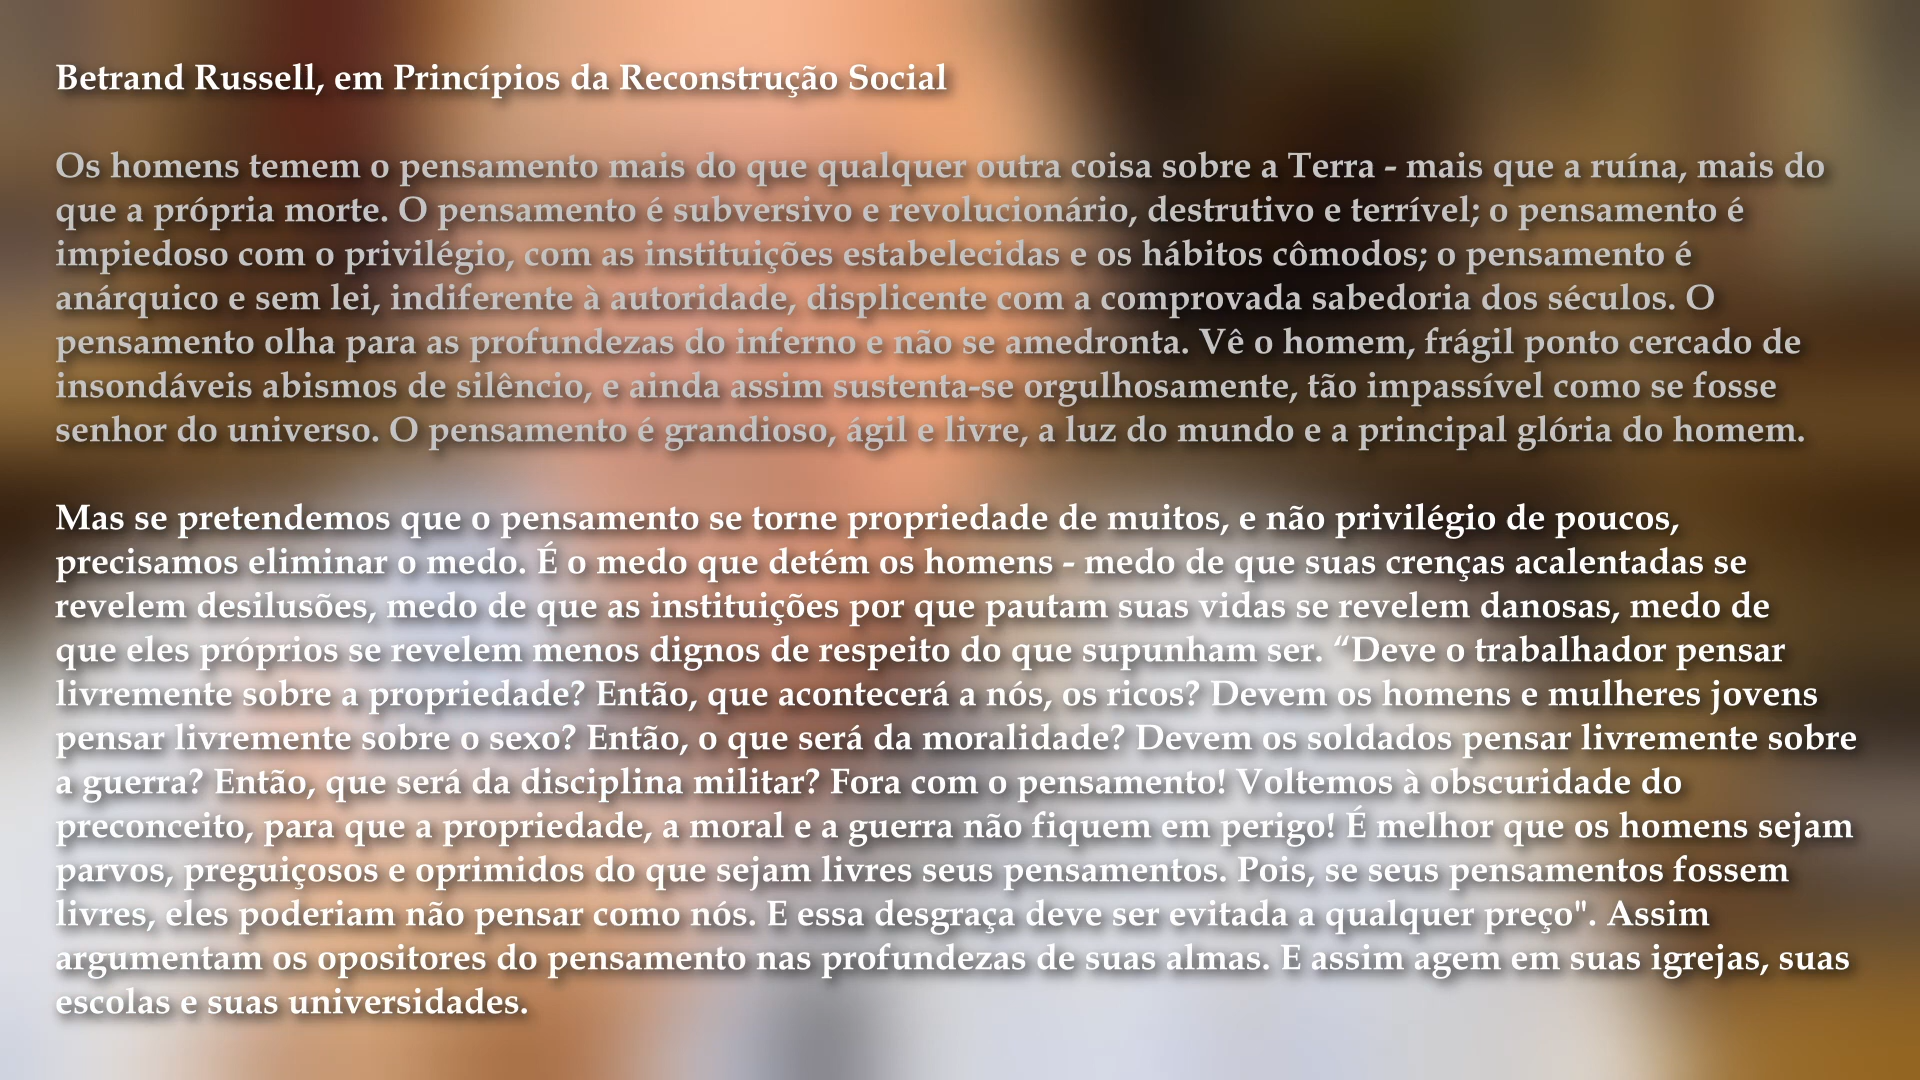 Betrand Russell, em Princípios da Reconstrução Social
Os homens temem o pensamento mais do que qualquer outra coisa sobre a Terra - mais que a ruína, mais do
que a própria morte. O pensamento é subversivo e revolucionário, destrutivo e terrível; o pensamento é
impiedoso com o privilégio, com as instituições estabelecidas e os hábitos cômodos; o pensamento é
anárquico e sem lei, indiferente à autoridade, displicente com a comprovada sabedoria dos séculos. O
pensamento olha para as profundezas do inferno e não se amedronta. Vê o homem, frágil ponto cercado de
insondáveis abismos de silêncio, e ainda assim sustenta-se orgulhosamente, tão impassível como se fosse
senhor do universo. O pensamento é grandioso, ágil e livre, a luz do mundo e a principal glória do homem.
Mas se pretendemos que o pensamento se torne propriedade de muitos, e não privilégio de poucos,
precisamos eliminar o medo. É o medo que detém os homens - medo de que suas crenças acalentadas se
revelem desilusões, medo de que as instituições por que pautam suas vidas se revelem danosas, medo de
que eles próprios se revelem menos dignos de respeito do que supunham ser. “Deve o trabalhador pensar
livremente sobre a propriedade? Então, que acontecerá a nós, os ricos? Devem os homens e mulheres jovens
pensar livremente sobre o sexo? Então, o que será da moralidade? Devem os soldados pensar livremente sobre
a guerra? Então, que será da disciplina militar? Fora com o pensamento! Voltemos à obscuridade do
preconceito, para que a propriedade, a moral e a guerra não fiquem em perigo! É melhor que os homens sejam
parvos, preguiçosos e oprimidos do que sejam livres seus pensamentos. Pois, se seus pensamentos fossem
livres, eles poderiam não pensar como nós. E essa desgraça deve ser evitada a qualquer preço". Assim
argumentam os opositores do pensamento nas profundezas de suas almas. E assim agem em suas igrejas, suas
escolas e suas universidades.